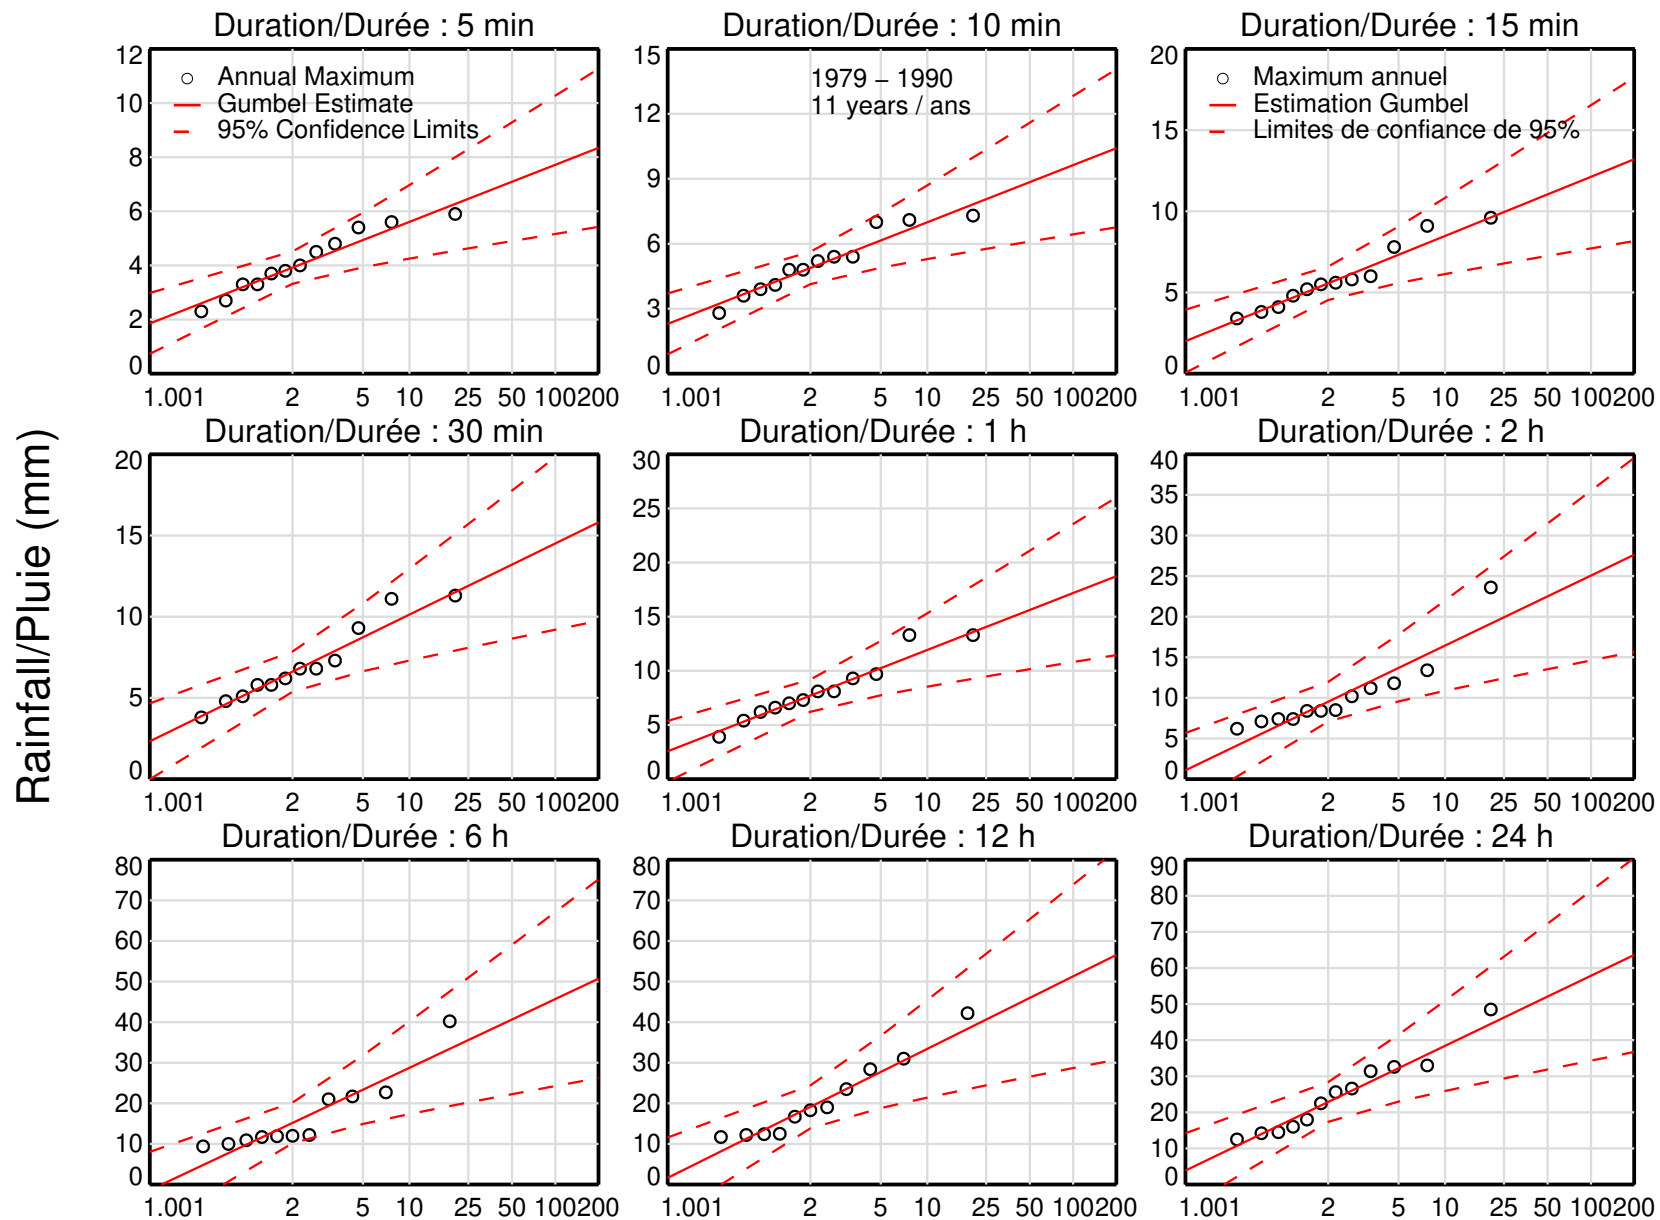 Duration/Durée : 5 min
Duration/Durée : 10 min
Duration/Durée : 15 min
12
10
8
6
4
2
0
Annual Maximum
Gumbel Estimate
95% Confidence Limits
15
12
9
6
3
0
1979 – 1990
11 years / ans
20
15
10
5
0
Maximum annuel
Estimation Gumbel
Limites de confiance de 95%
1.001 2 5 10 25 50 100 200
1.001 2 5 10 25 50 100 200
1.001 2 5 10 25 50 100 200
Rainfall/Pluie (mm)
Duration/Durée : 30 min
Duration/Durée : 1 h
Duration/Durée : 2 h
20
15
10
5
0
30
25
20
15
10
5
0
40
35
30
25
20
15
10
5
0
1.001 2 5 10 25 50 100 200
1.001 2 5 10 25 50 100 200
1.001 2 5 10 25 50 100 200
Duration/Durée : 6 h
Duration/Durée : 12 h
Duration/Durée : 24 h
80
70
60
50
40
30
20
10
0
80
70
60
50
40
30
20
10
0
90
80
70
60
50
40
30
20
10
0
1.001 2 5 10 25 50 100 200
1.001 2 5 10 25 50 100 200
1.001 2 5 10 25 50 100 200